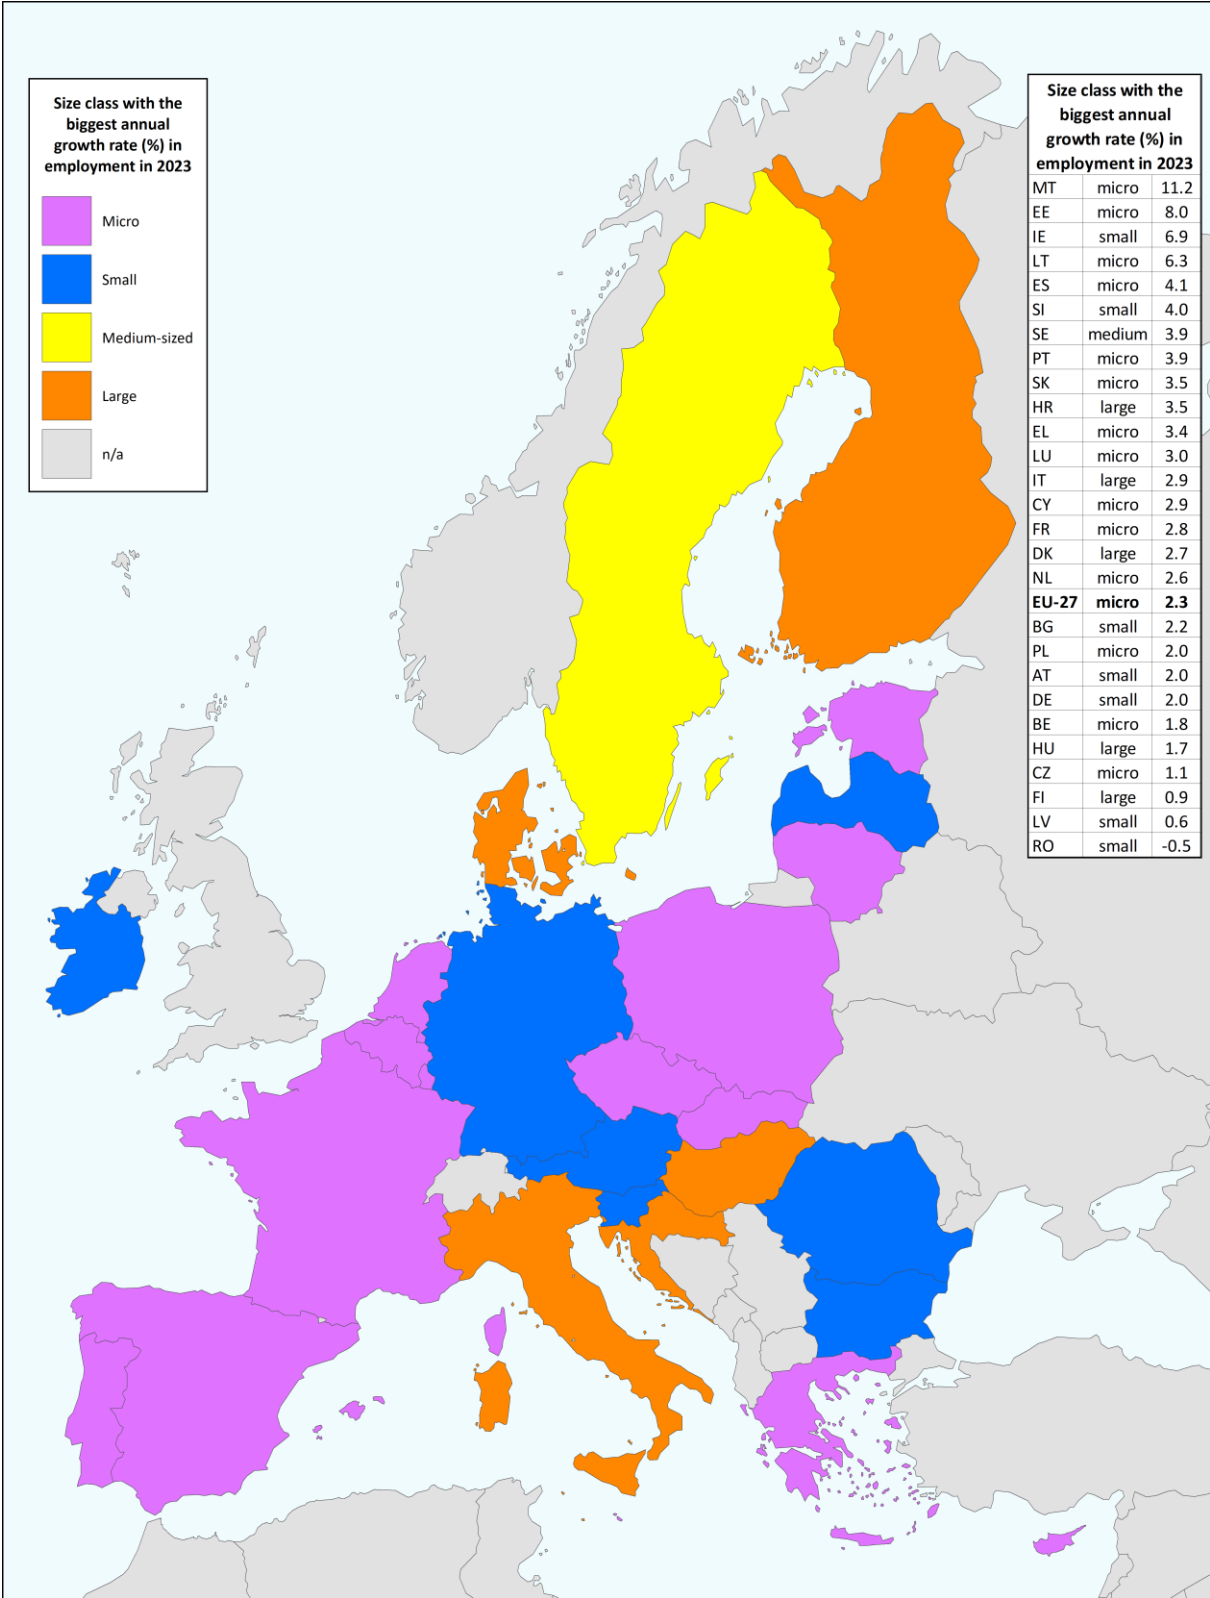 Size class with the
biggest annual
growth rate (%) in
employment in 2023
Micro
Small
Medium-sized
Large
n/a
Size class with the
biggest annual
growth rate (%) in
employment in 2023
MT micro 11.2
EE micro 8.0
IE small 6.9
LT micro 6.3
ES micro 4.1
SI small 4.0
SE medium 3.9
PT micro 3.9
SK micro 3.5
HR large 3.5
EL micro 3.4
LU micro 3.0
IT large 2.9
CY micro 2.9
FR micro 2.8
DK large 2.7
NL micro 2.6
EU-27 micro 2.3
BG small 2.2
PL micro 2.0
AT small 2.0
DE small 2.0
BE micro 1.8
HU large 1.7
CZ micro 1.1
FI large 0.9
LV small 0.6
RO small -0.5